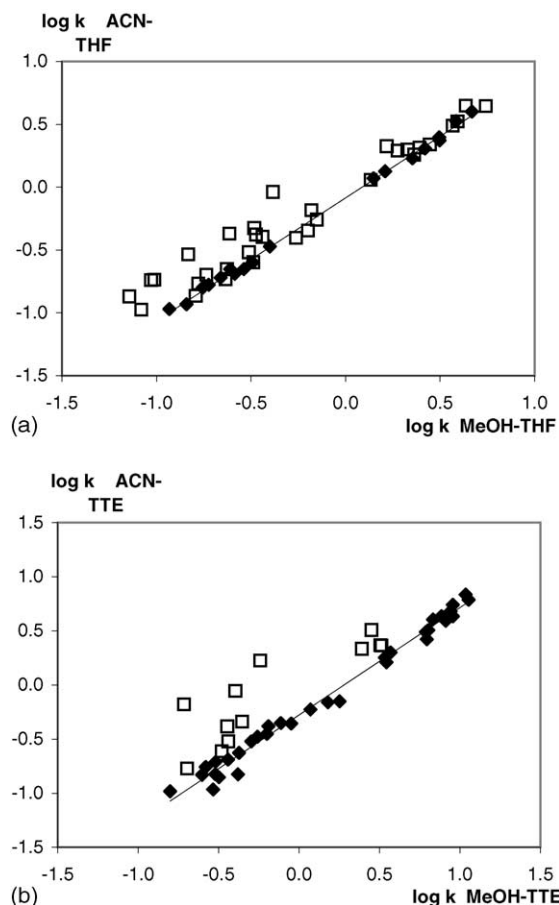 log k ACN-
THF
1.0
0.5
0.0
-0.5
-1.0
-1.5
-1.5 -1.0 -0.5 0.0 0.5 1.0
(a) log k MeOH-THF
log k ACN-
TTE
1.5
1.0
0.5
0.0
-0.5
-1.0
-1.5
-1.5 -1.0 -0.5 0.0 0.5 1.0 1.5
(b) log k MeOH-TTE